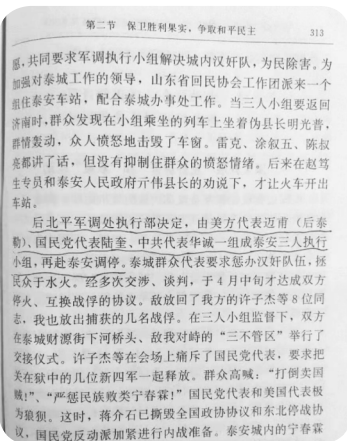 第二节 保卫胜利果实，争取和平民主 313
愿，共同要求军调执行小组解决城内汉奸队，为民除害。为
加强对泰城工作的领导，山东省回民协会工作团派来一个
组住泰安车站，配合泰城办事处工作。当三人小组要返回
济南时，群众发现在小组乘坐的列车上坐着伪县长明光普，
群情轰动，众人愤怒地击毁了车窗。雷克、涂叙五、陈叔
亮都讲了话，但没有抑制住群众的愤怒情绪。后来在赵笃
生专员和泰安人民政府亓伟县长的劝说下，才让火车开出
车站。
后北平军调处执行部决定，由美方代表迈甫（后泰
勒）、国民党代表陆奎、中共代表华诚一组成泰安三人执行
小组，再赴泰安调停。泰城群众代表要求惩办汉奸队伍，拯
民众于水火。经多次交涉、谈判，于4月中旬才达成双方
停火、互换战俘的协议。敌放回了我方的许子杰等8位同
志，我也放出捕获的几名战俘。在三人小组监督下，双方
在泰城财源街下河桥头、敌我对峙的“三不管区”举行了
交接仪式。许子杰等在会场上痛斥了国民党代表，要求把
关在狱中的几位新四军一起释放。群众高喊：“打倒卖国
贼！”、“严惩民族败类宁春霖！”国民党代表和美国代表极
为狼狈。这时，蒋介石已撕毁全国政协协议和东北停战协
议，国民党反动派加紧进行内战准备。泰安城内的宁春霖